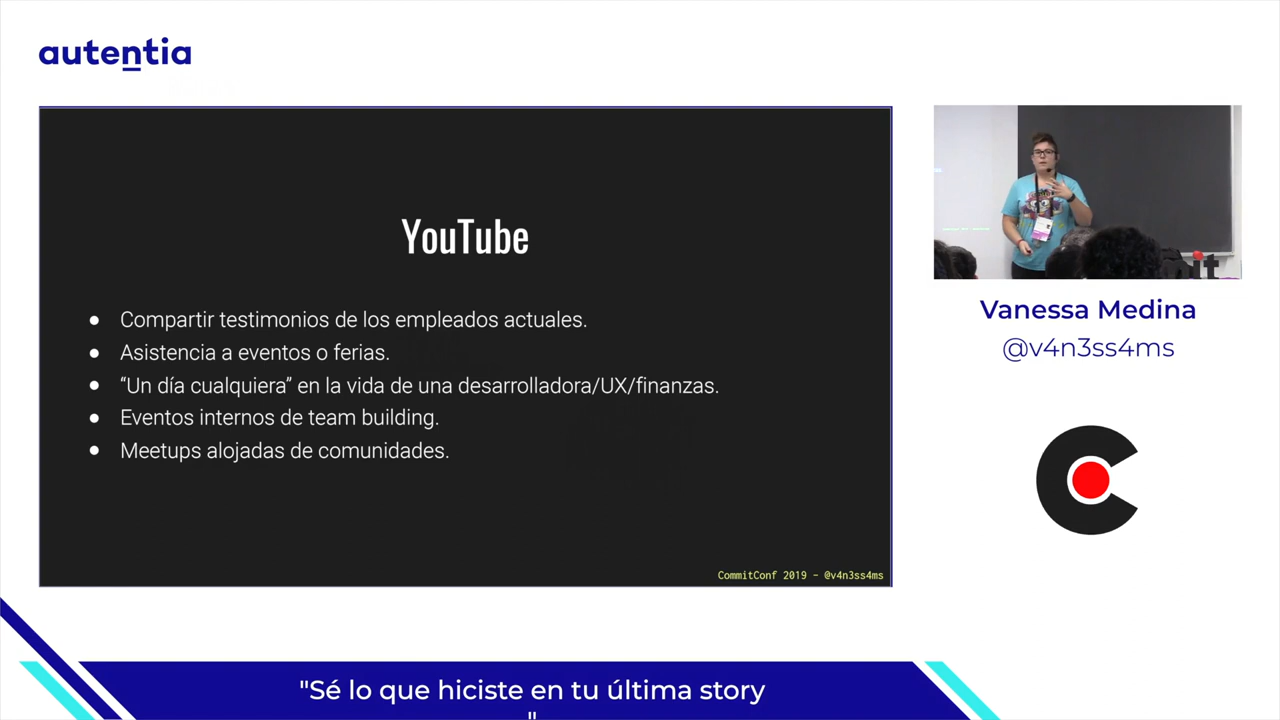 autentia
YouTube
● Compartir testimonios de los empleados actuales.
● Asistencia a eventos o ferias.
● “Un día cualquiera” en la vida de una desarrolladora/UX/finanzas.
● Eventos internos de team building.
● Meetups alojadas de comunidades.
CommitConf 2019 - @v4n3ss4ms
Vanessa Medina
@v4n3ss4ms
"Sé lo que hiciste en tu última story
"